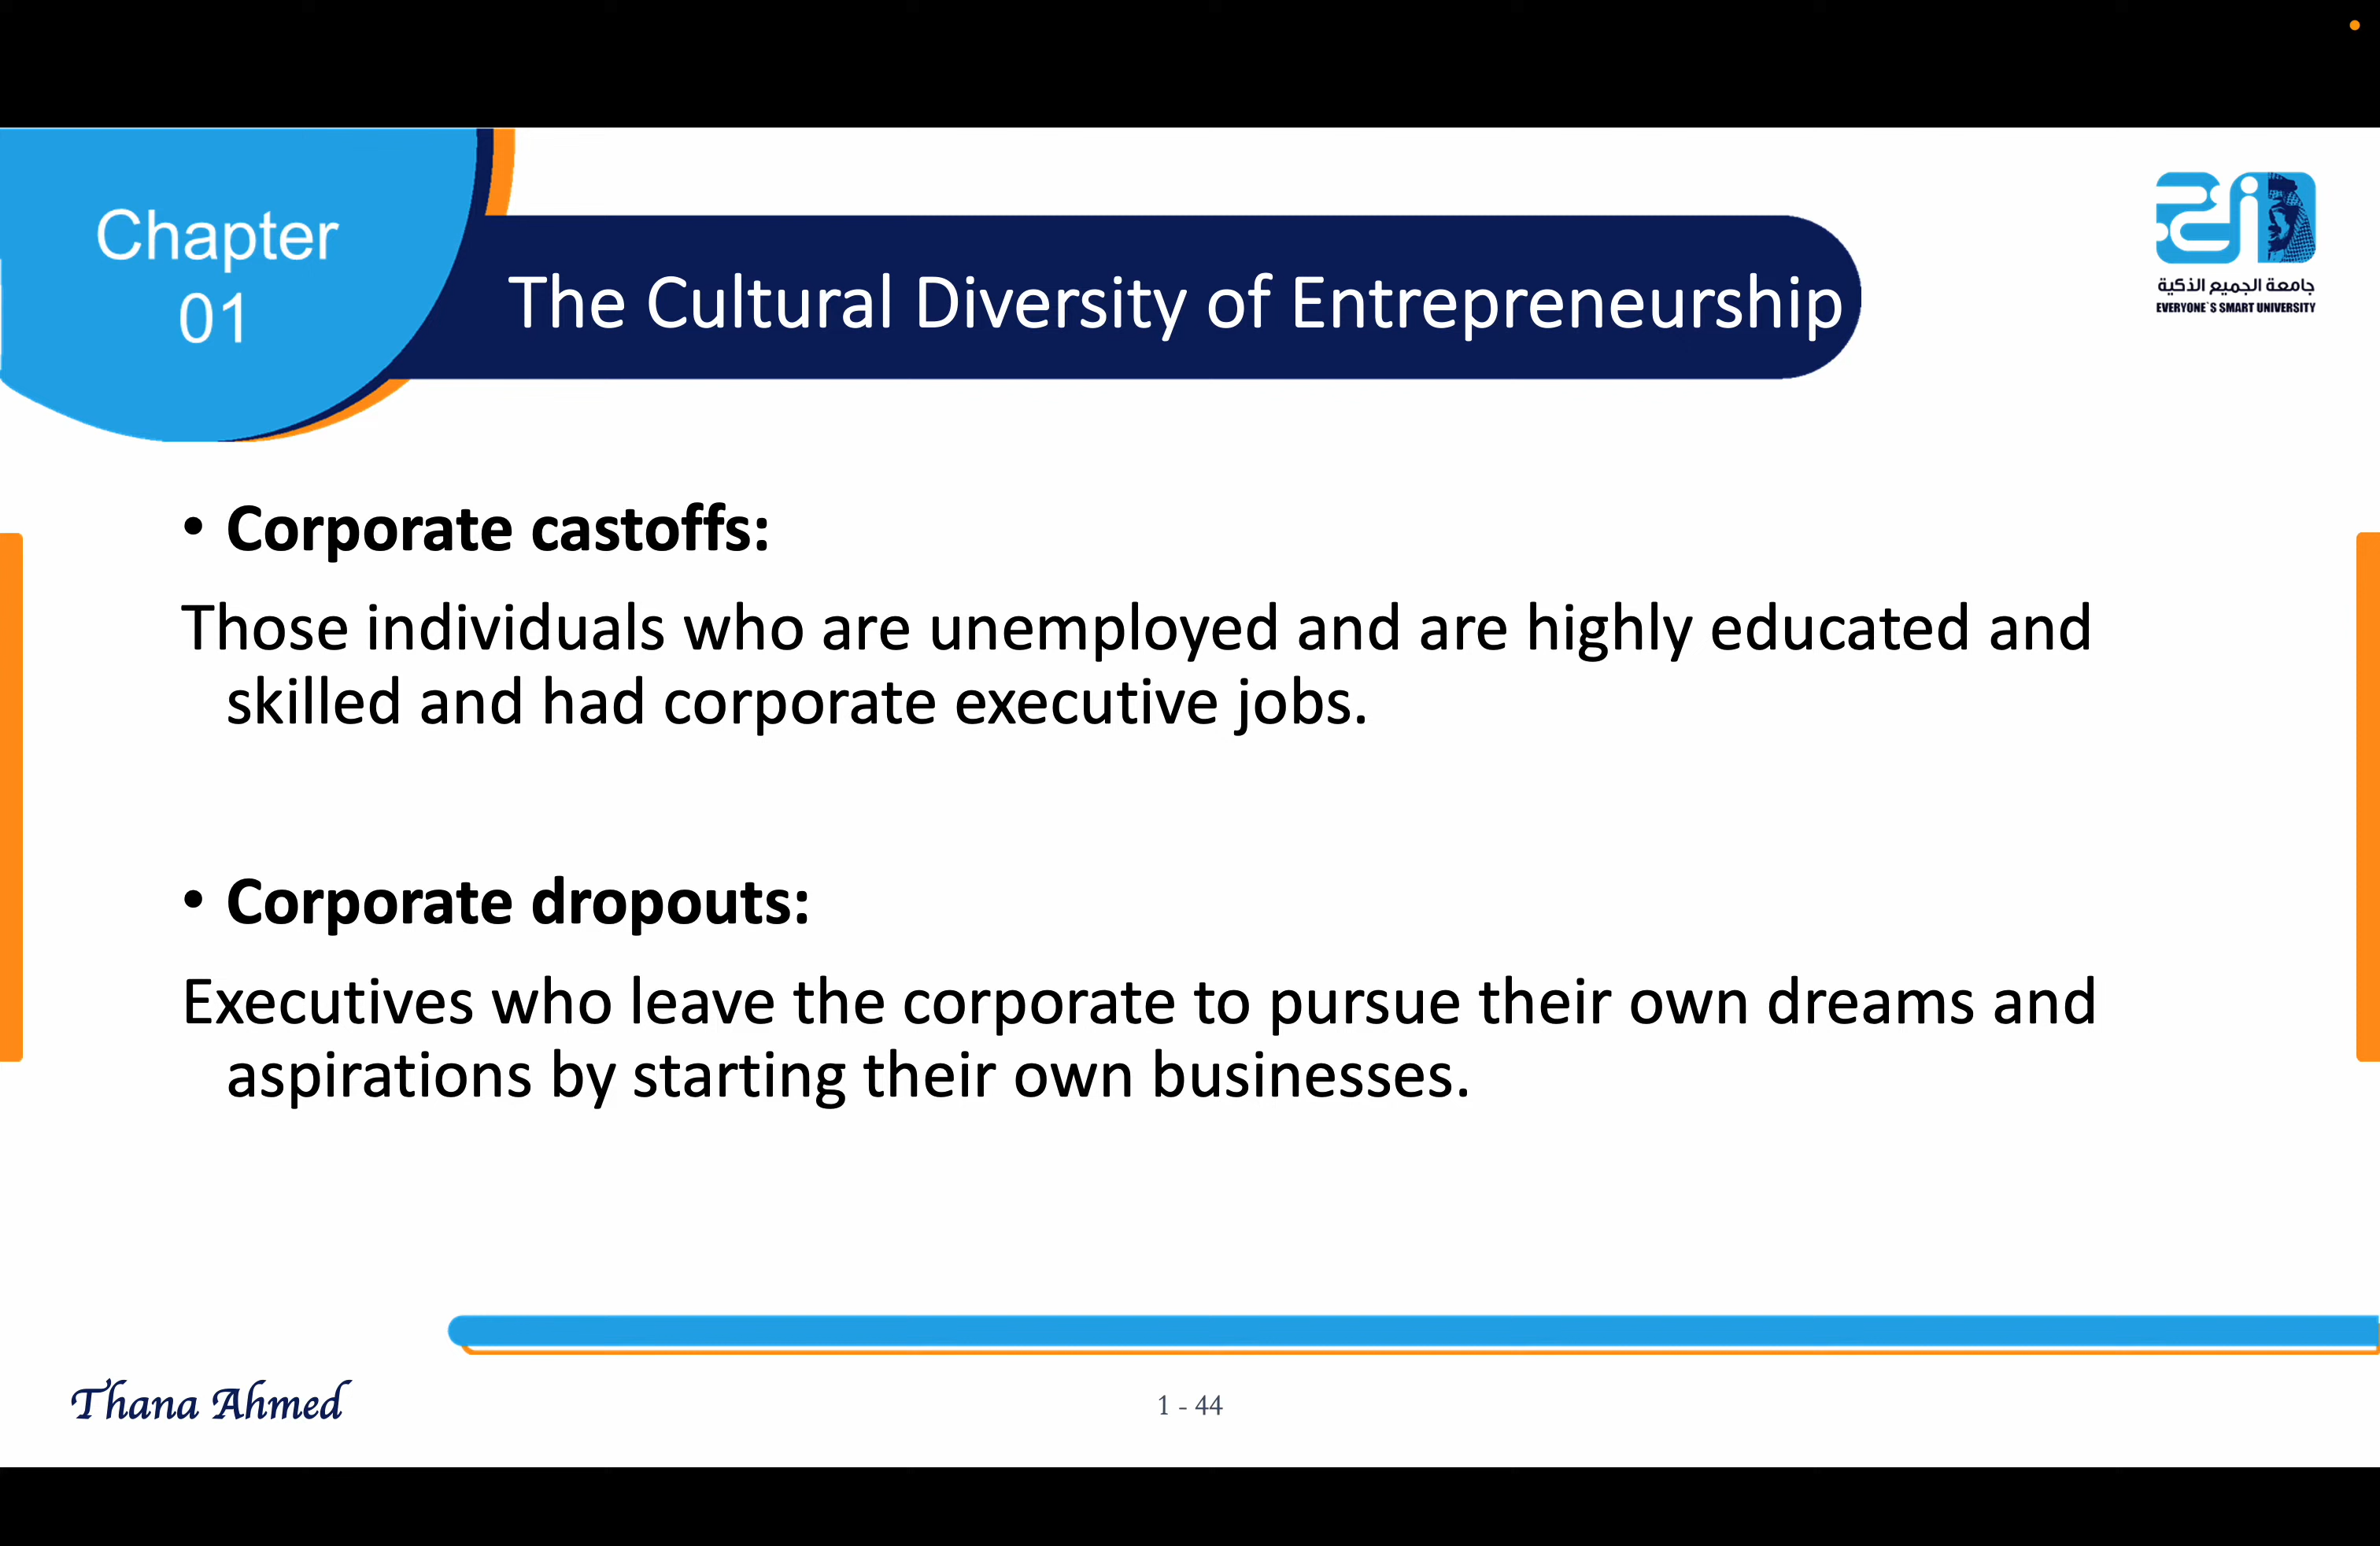 Chapter
01
The Cultural Diversity of Entrepreneurship
جامعة الجميع الذكية
EVERYONE`S SMART UNIVERSITY
• Corporate castoffs:
Those individuals who are unemployed and are highly educated and
skilled and had corporate executive jobs.
• Corporate dropouts:
Executives who leave the corporate to pursue their own dreams and
aspirations by starting their own businesses.
Thana Ahmed
1 - 44